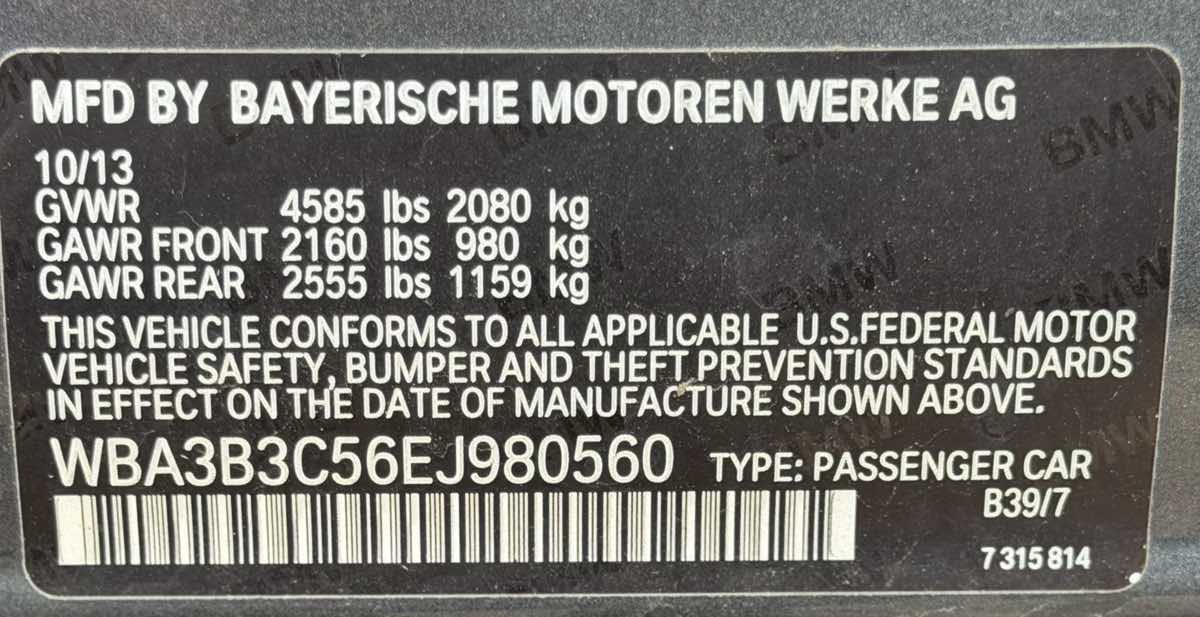 MFD BY BAYERISCHE MOTOREN WERKE AG
10/13
GVWR 4585 lbs 2080 kg
GAWR FRONT 2160 lbs 980 kg
GAWR REAR 2555 lbs 1159 kg
THIS VEHICLE CONFORMS TO ALL APPLICABLE U.S.FEDERAL MOTOR
VEHICLE SAFETY, BUMPER AND THEFT PREVENTION STANDARDS
IN EFFECT ON THE DATE OF MANUFACTURE SHOWN ABOVE.
WBA3B3C56EJ980560 TYPE: PASSENGER CAR
B39/7
7 315 814
BMW
BMW
BMW